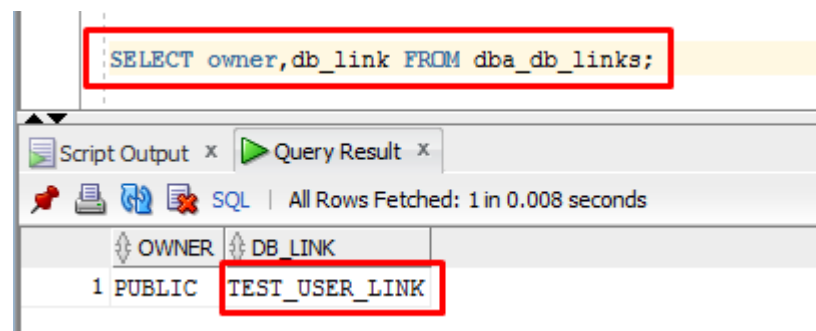 SELECT owner,db_link FROM dba_db_links;
Script Output x Query Result x
SQL | All Rows Fetched: 1 in 0.008 seconds
OWNER DB_LINK
1 PUBLIC TEST_USER_LINK